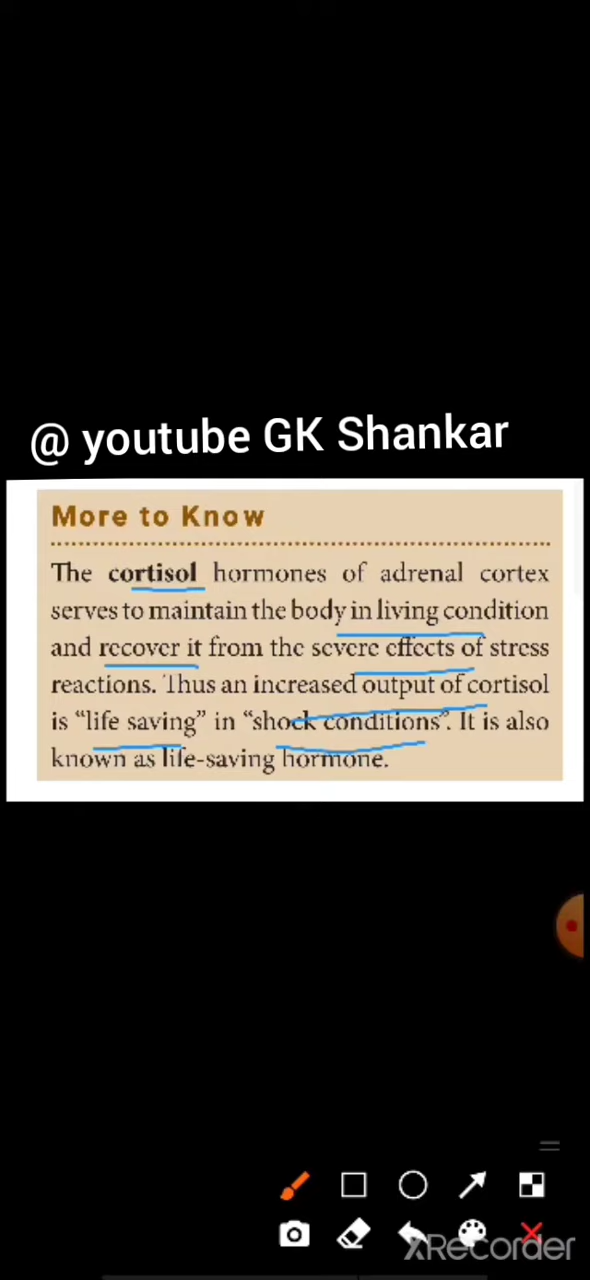 @ youtube GK Shankar
More to Know
The cortisol hormones of adrenal cortex
serves to maintain the body in living condition
and recover it from the severe effects of stress
reactions. Thus an increased output of cortisol
is “life saving” in “shock conditions”. It is also
known as life-saving hormone.
XRecorder